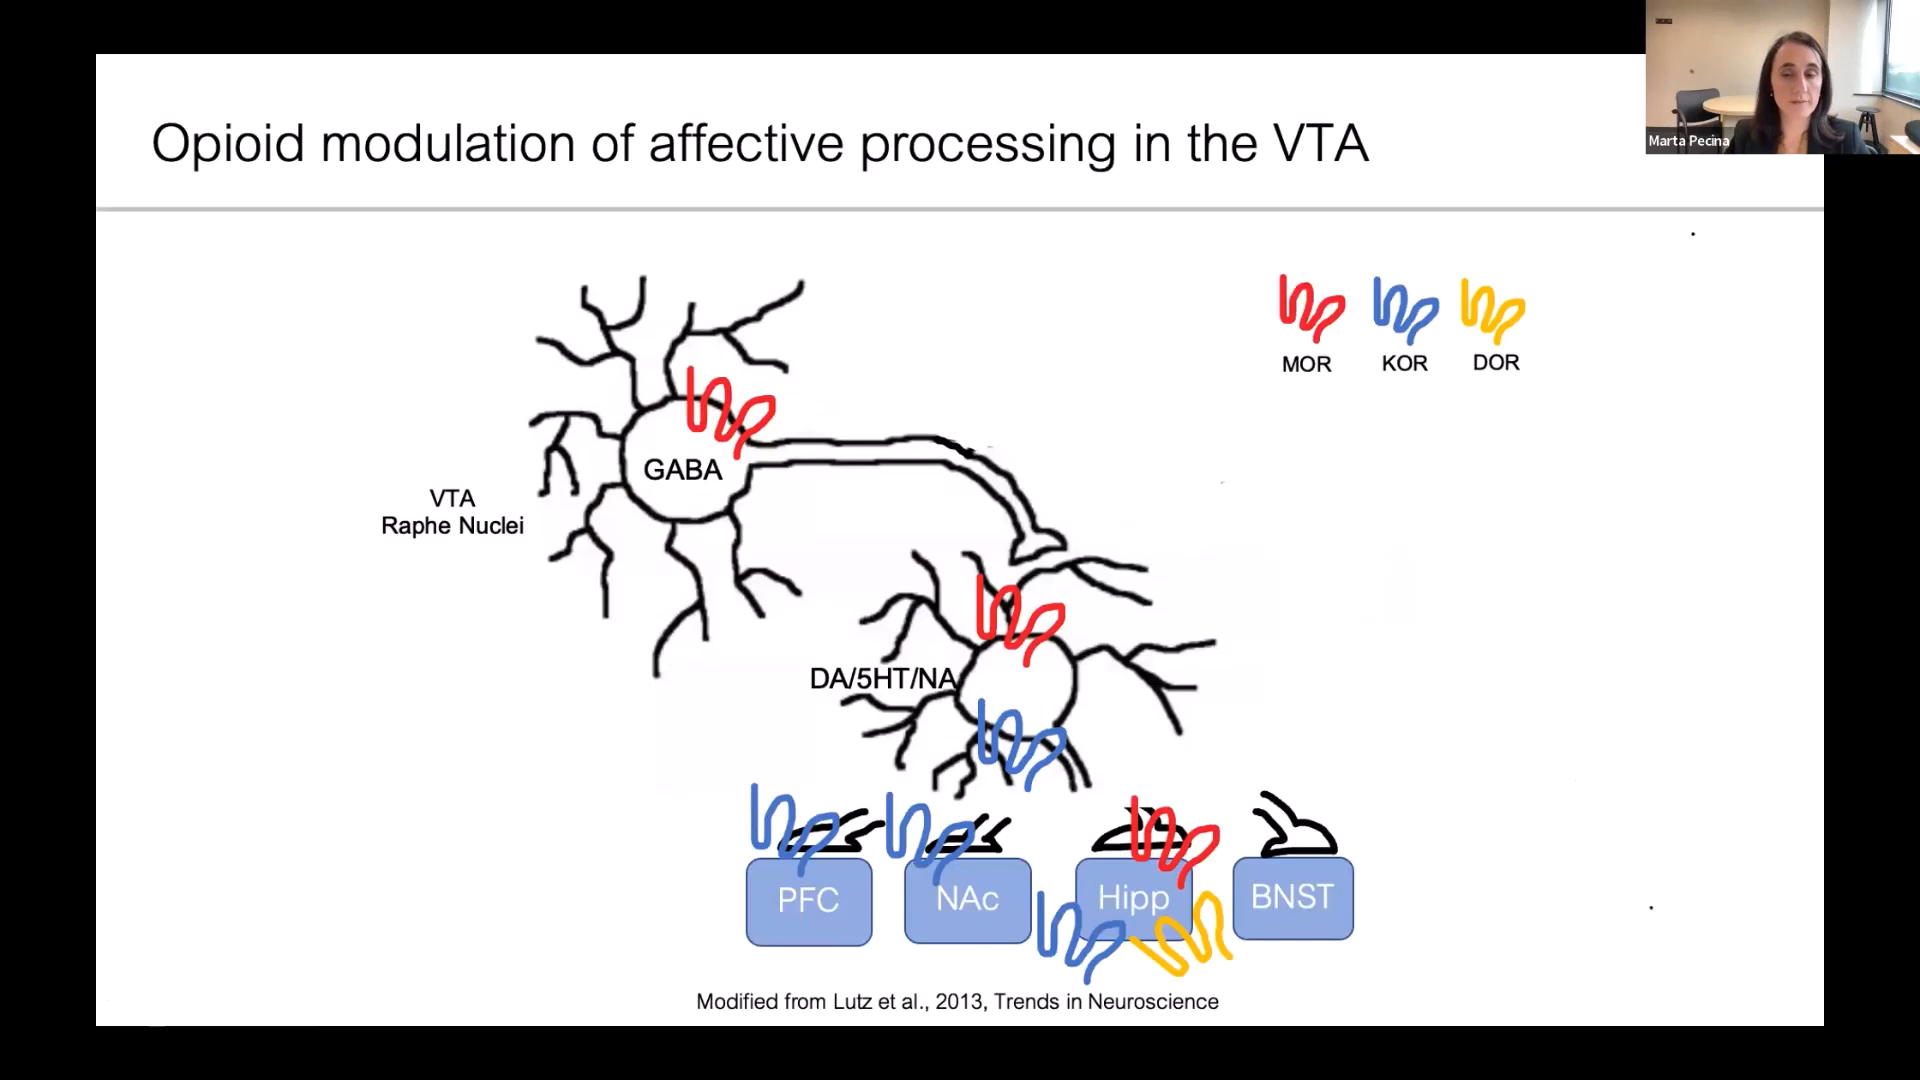 Marta Pecina
Opioid modulation of affective processing in the VTA
MOR KOR DOR
GABA
VTA
Raphe Nuclei
DA/5HT/NA
PFC NAc Hipp BNST
Modified from Lutz et al., 2013, Trends in Neuroscience